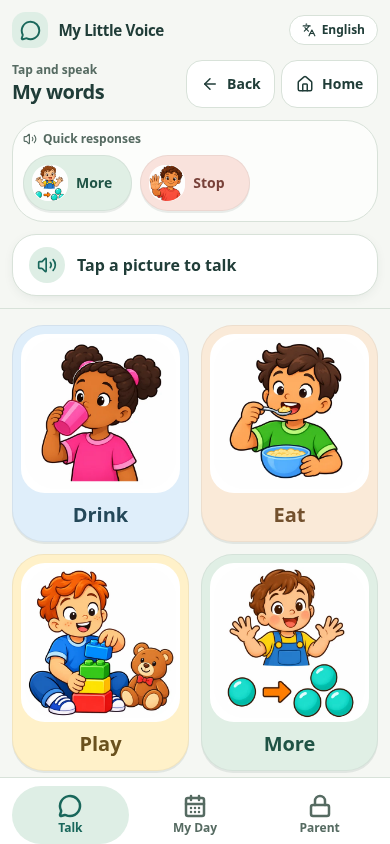 My Little Voice
English
Tap and speak
My words
Back
Home
Quick responses
More
Stop
Tap a picture to talk
Drink
Eat
Play
More
Talk
My Day
Parent